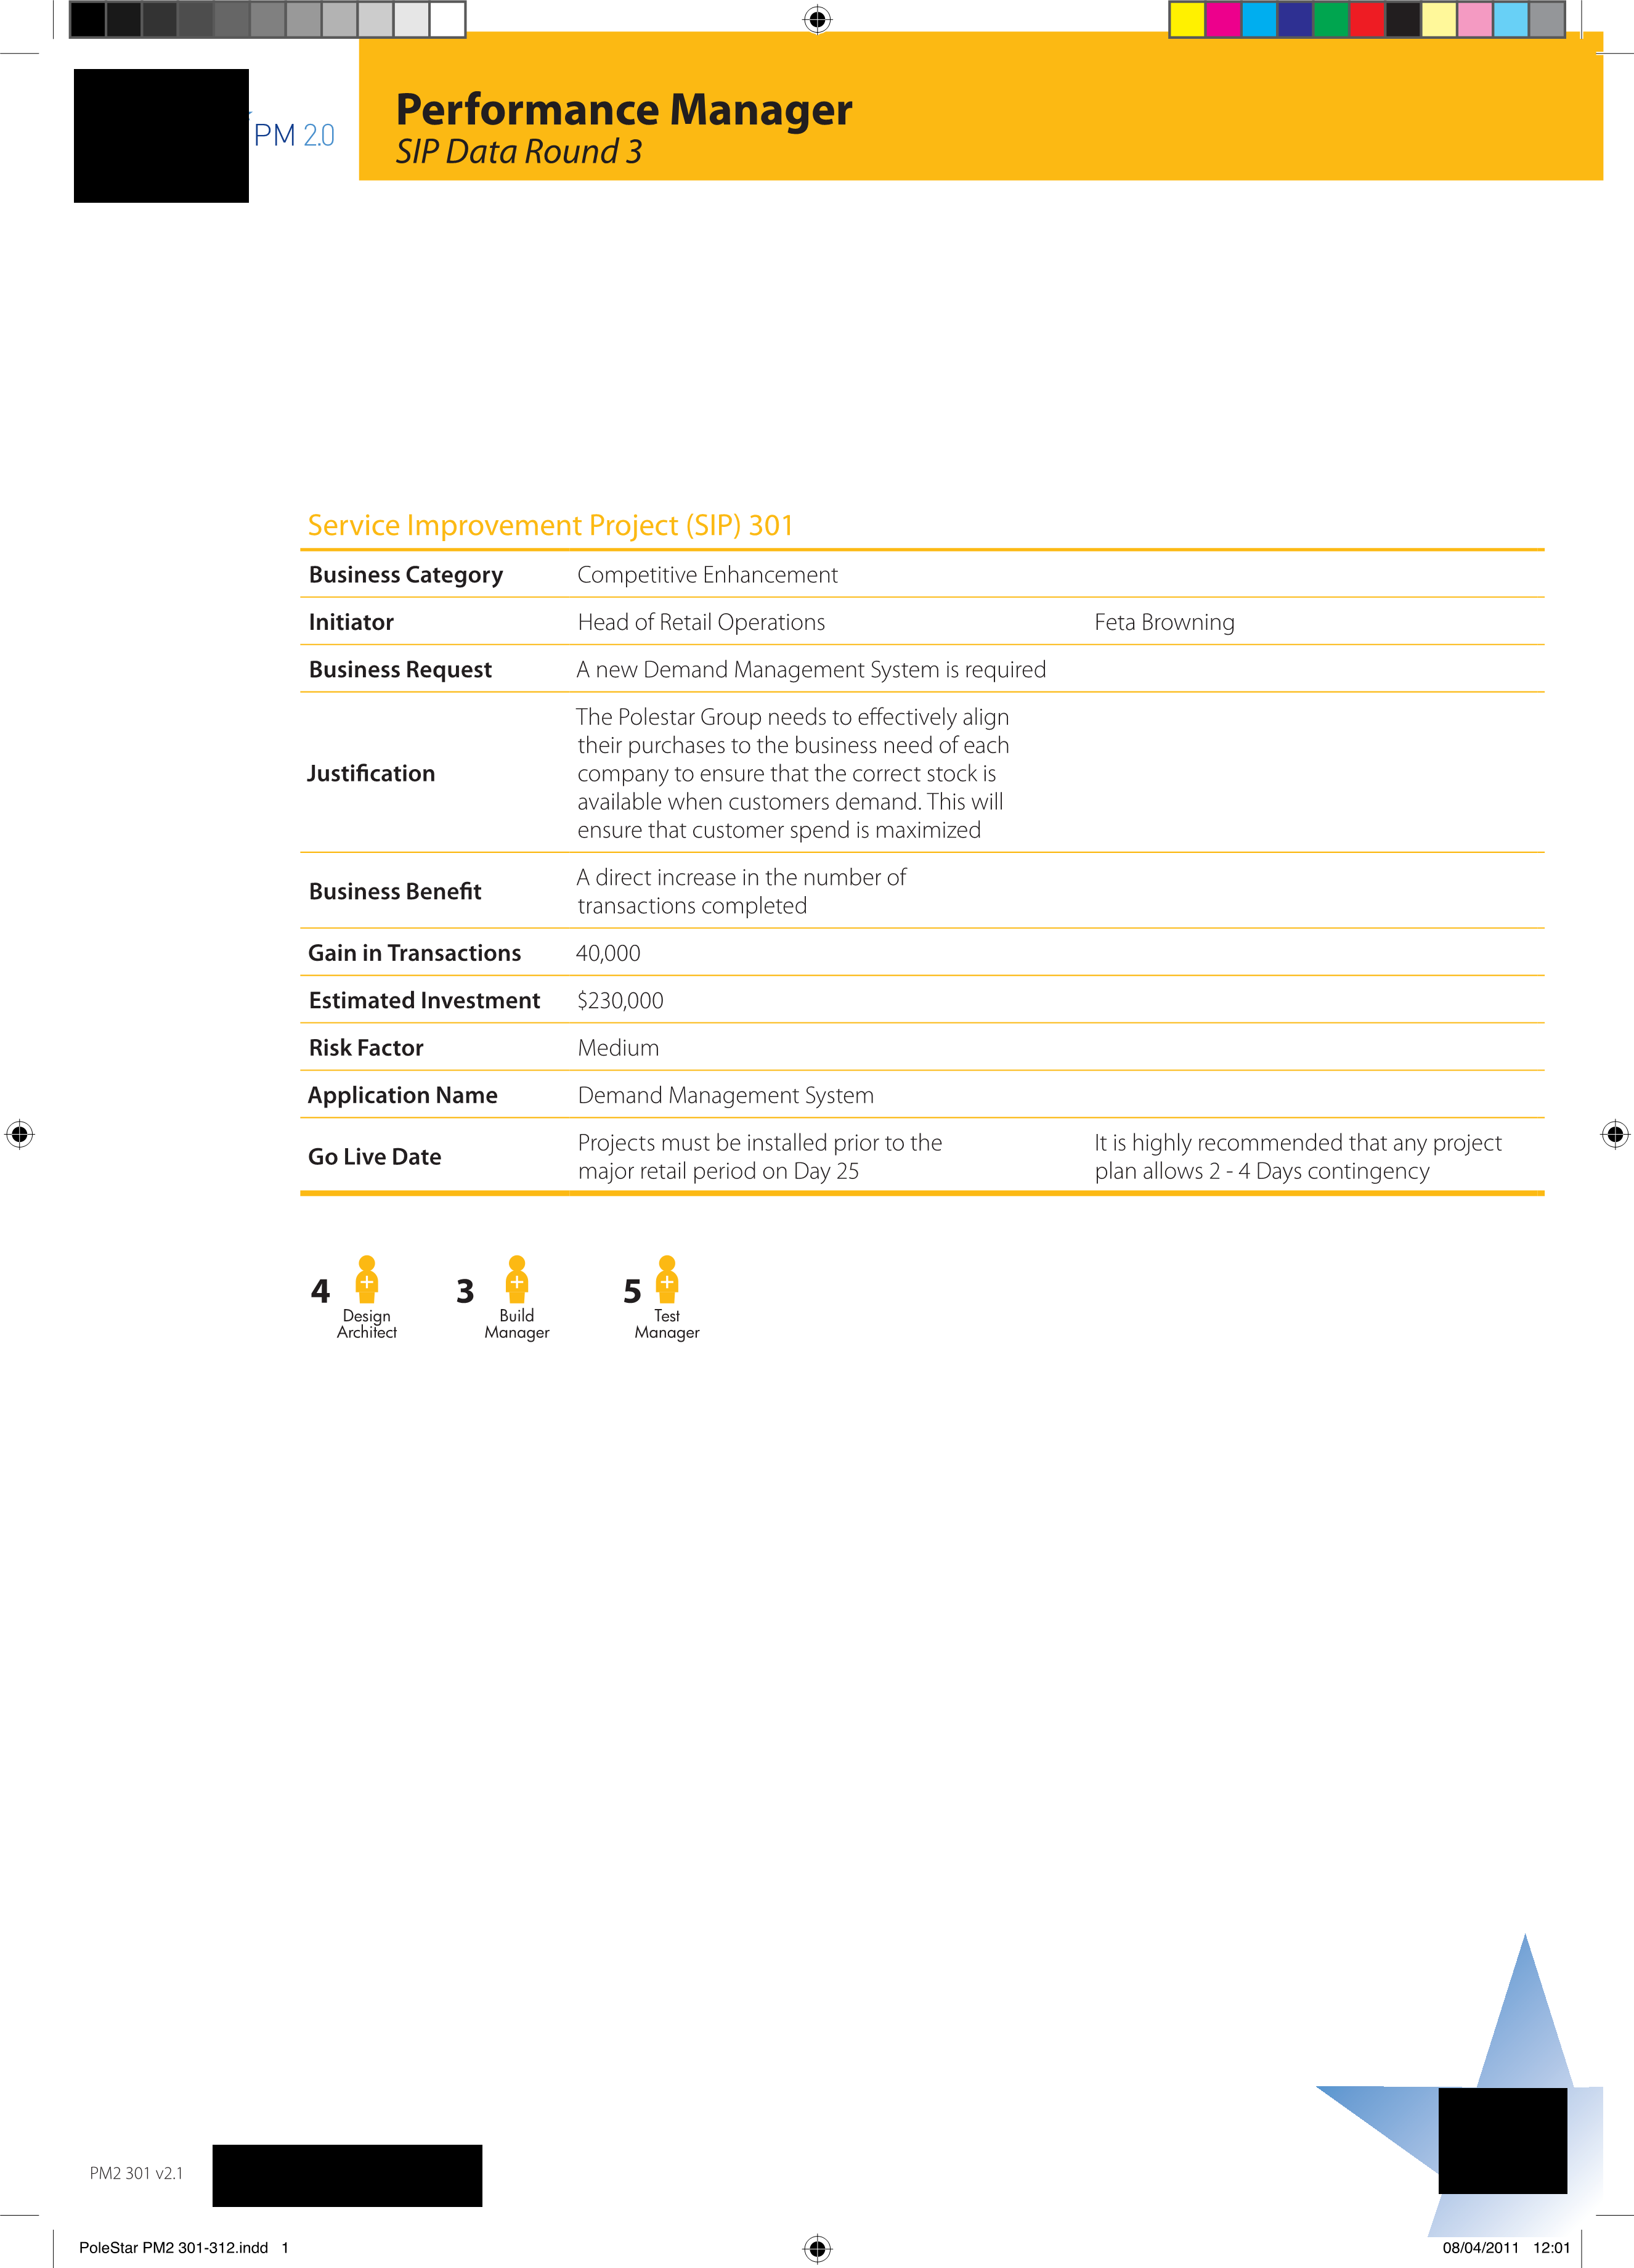 PM 2.0
Performance Manager
SIP Data Round 3
Service Improvement Project (SIP) 301
Business Category Competitive Enhancement
Initiator Head of Retail Operations Feta Browning
Business Request A new Demand Management System is required
Justification The Polestar Group needs to effectively align
their purchases to the business need of each
company to ensure that the correct stock is
available when customers demand. This will
ensure that customer spend is maximized
Business Benefit A direct increase in the number of
transactions completed
Gain in Transactions 40,000
Estimated Investment $230,000
Risk Factor Medium
Application Name Demand Management System
Go Live Date Projects must be installed prior to the
major retail period on Day 25
It is highly recommended that any project
plan allows 2 - 4 Days contingency
4 Design
Architect
3 Build
Manager
5 Test
Manager
PM2 301 v2.1
PoleStar PM2 301-312.indd 1
08/04/2011 12:01